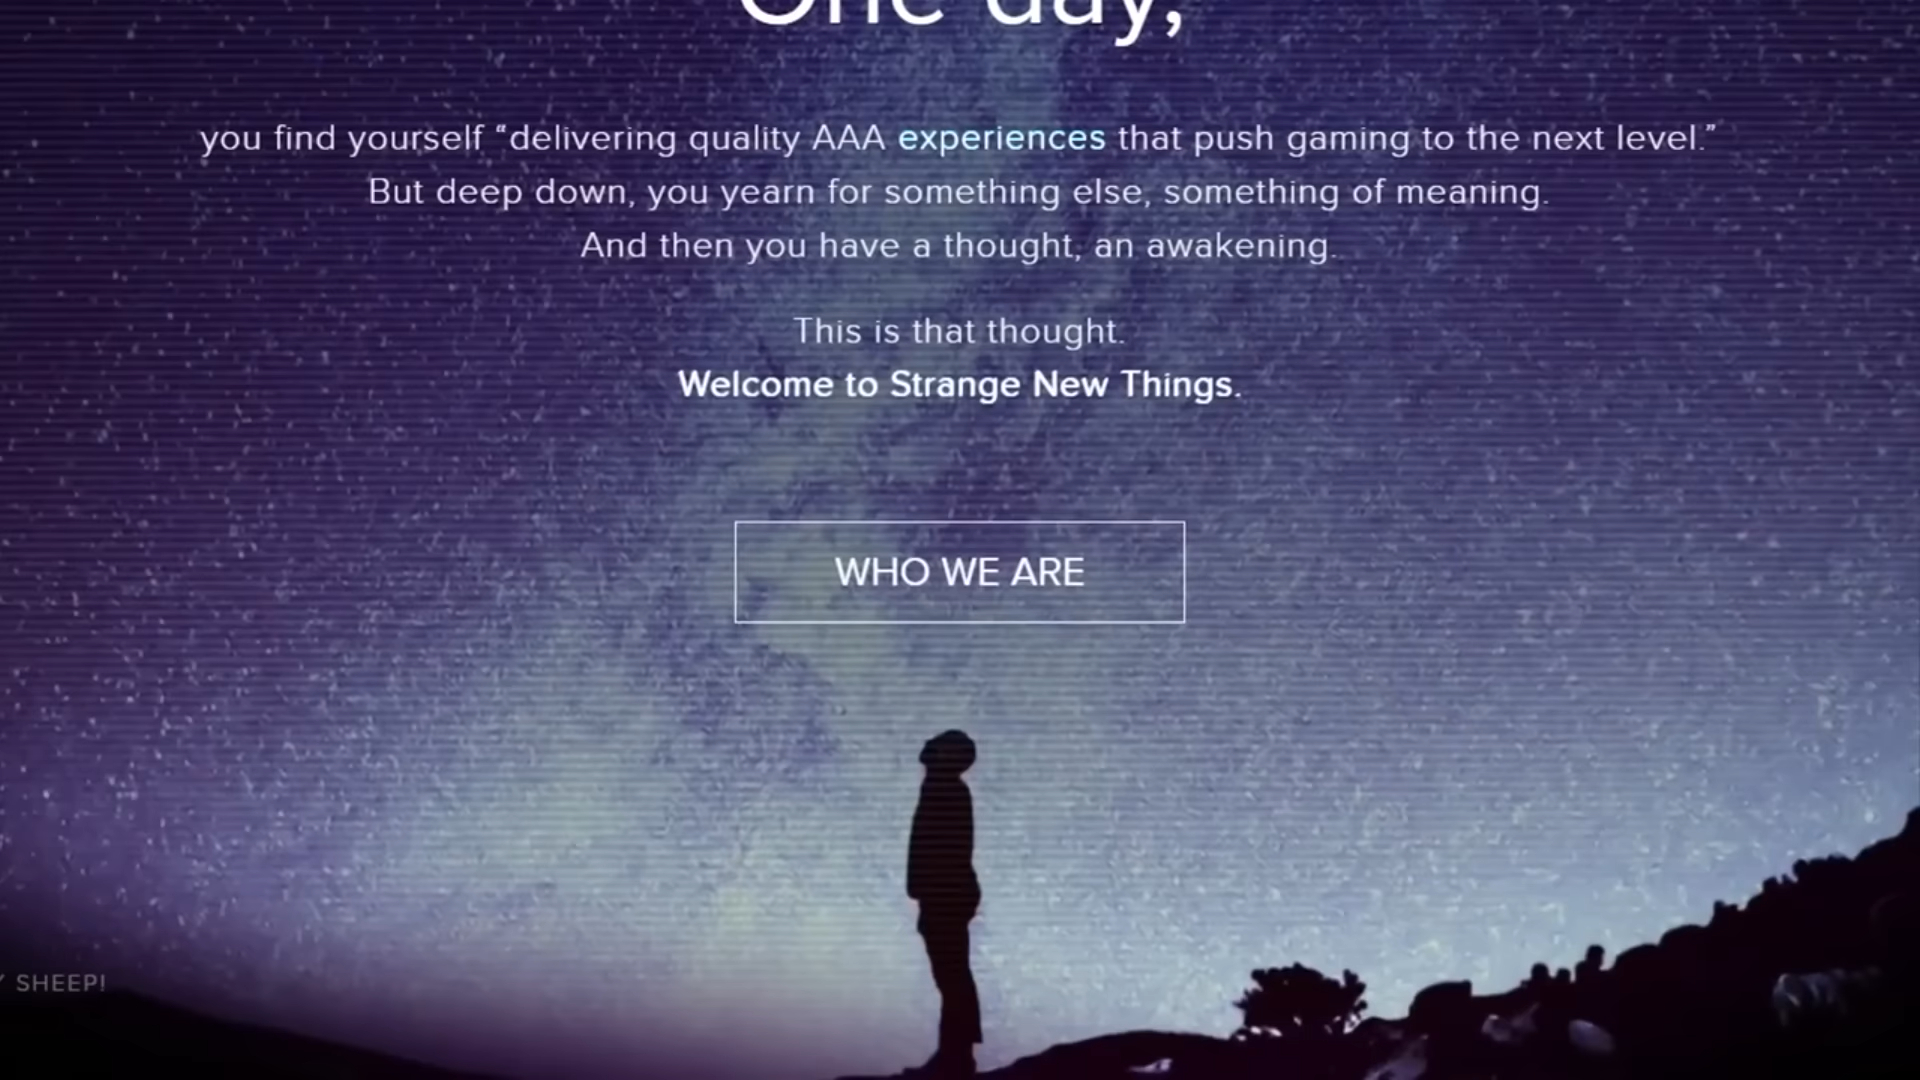 One day,
you find yourself “delivering quality AAA experiences that push gaming to the next level.”
But deep down, you yearn for something else, something of meaning.
And then you have a thought, an awakening.
This is that thought.
Welcome to Strange New Things.
WHO WE ARE
SHEEP!